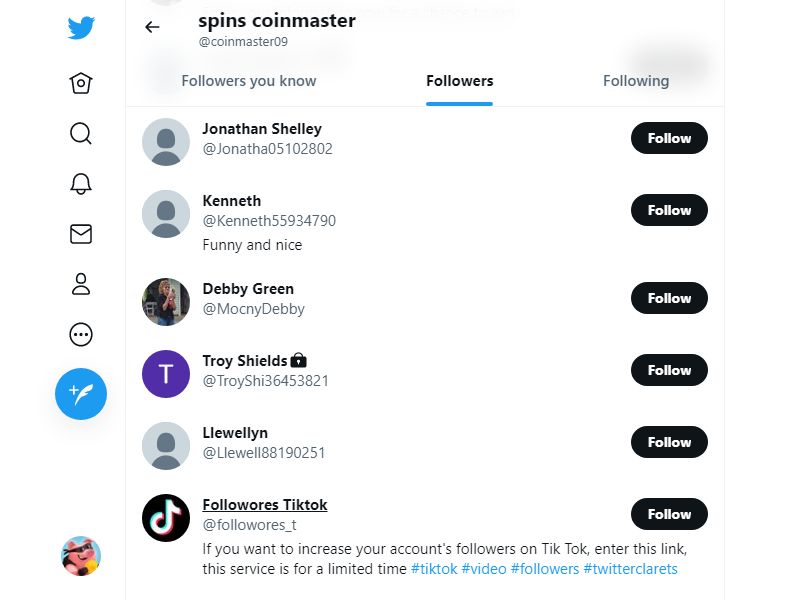 spins coinmaster
@coinmaster09
Followers you know Followers Following
Jonathan Shelley
@Jonatha05102802
Follow
Kenneth
@Kenneth55934790
Funny and nice
Follow
Debby Green
@MocnyDebby
Follow
T
Troy Shields
@TroyShi36453821
Follow
Llewellyn
@Llewell88190251
Follow
Followores Tiktok
@followores_t
Follow
If you want to increase your account's followers on Tik Tok, enter this link,
this service is for a limited time #tiktok #video #followers #twitterclarets